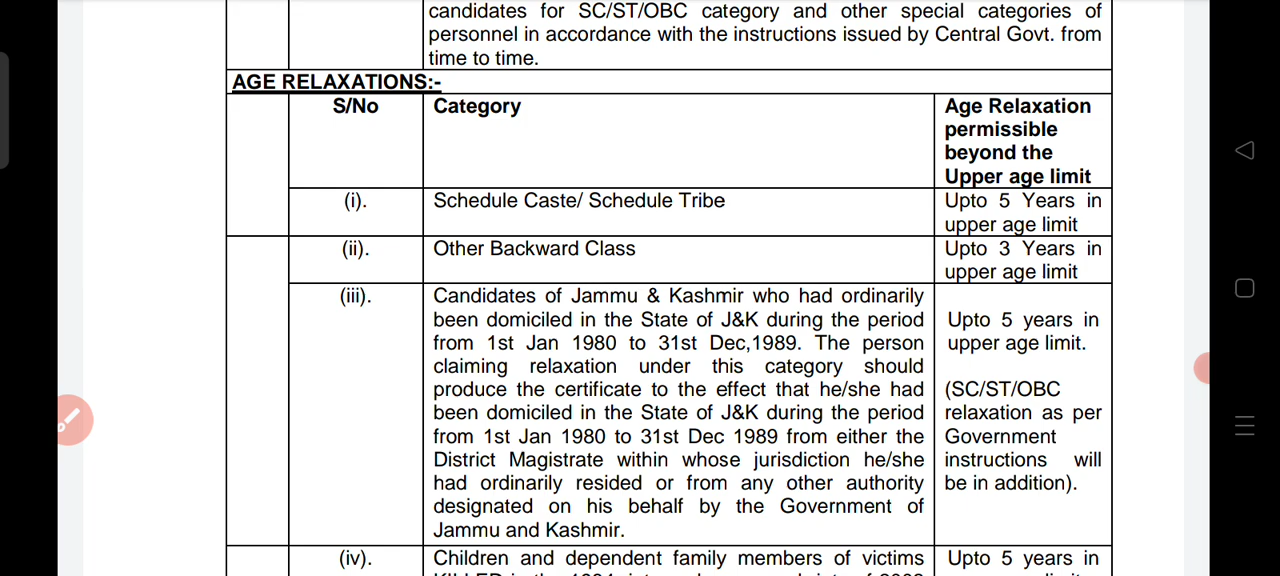 candidates for SC/ST/OBC category and other special categories of
personnel in accordance with the instructions issued by Central Govt. from
time to time.
AGE RELAXATIONS:-
S/No
Category
Age Relaxation
permissible
beyond the
Upper age limit
(i).
Schedule Caste/ Schedule Tribe
Upto 5 Years in
upper age limit
(ii).
Other Backward Class
Upto 3 Years in
upper age limit
(iii).
Candidates of Jammu & Kashmir who had ordinarily
been domiciled in the State of J&K during the period
from 1st Jan 1980 to 31st Dec,1989. The person
claiming relaxation under this category should
produce the certificate to the effect that he/she had
been domiciled in the State of J&K during the period
from 1st Jan 1980 to 31st Dec 1989 from either the
District Magistrate within whose jurisdiction he/she
had ordinarily resided or from any other authority
designated on his behalf by the Government of
Jammu and Kashmir.
Upto 5 years in
upper age limit.
(SC/ST/OBC
relaxation as per
Government
instructions will
be in addition).
(iv).
Children and dependent family members of victims
Upto 5 years in